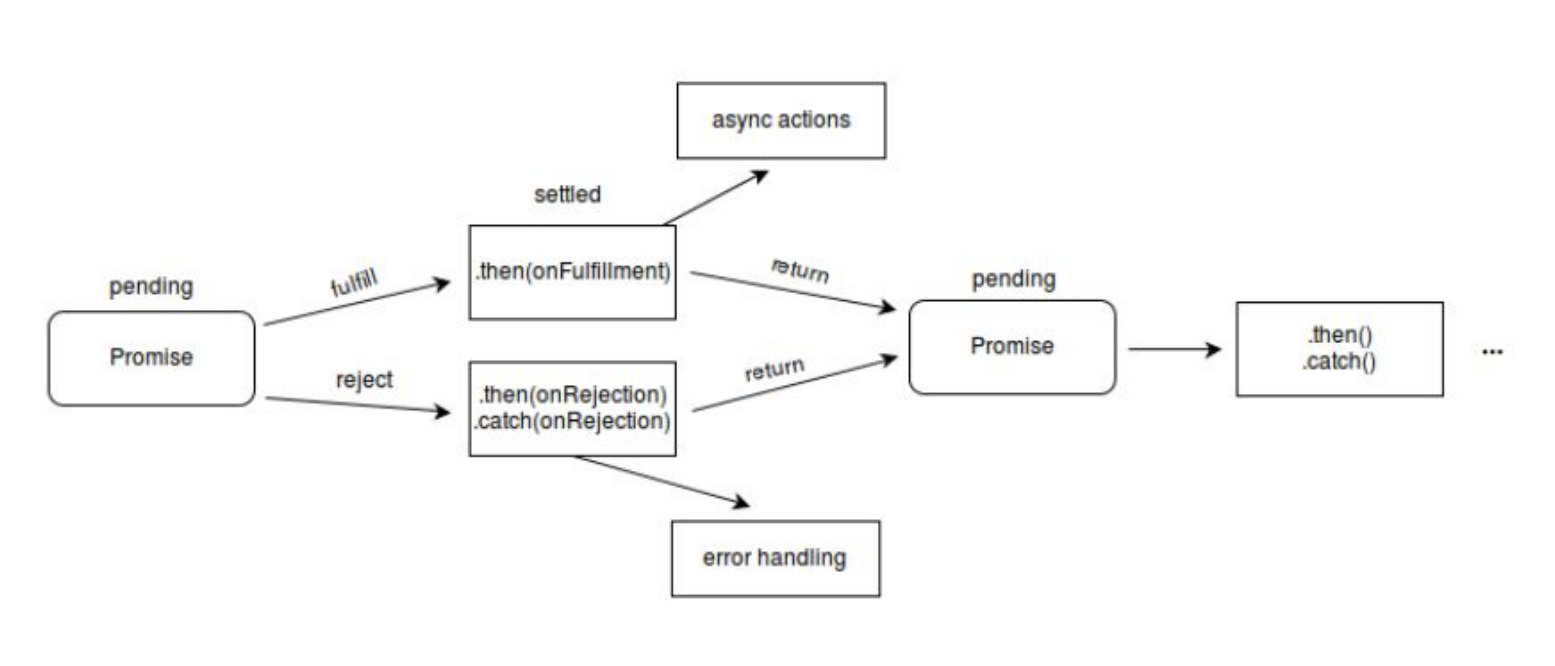 async actions
settled
.then(onFulfillment)
fulfill
return
pending
Promise
pending
Promise
reject
.then(onRejection)
.catch(onRejection)
return
.then()
.catch()
...
error handling